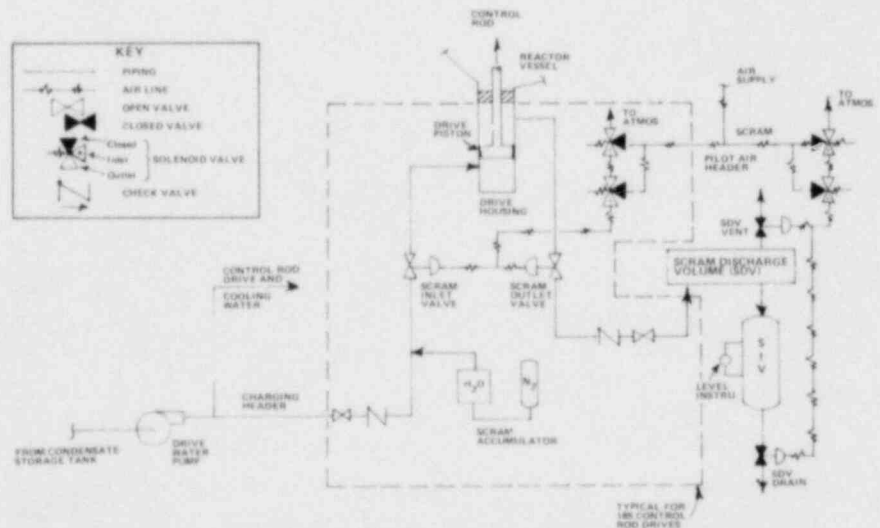 KEY
PIPING
AIR LINE
OPEN VALVE
CLOSED VALVE
Closed
Inlet
Outlet
SOLENOID VALVE
CHECK VALVE
CONTROL
ROD
REACTOR
VESSEL
DRIVE
PISTON
DRIVE
HOUSING
TO
ATMOS
AIR
SUPPLY
TO
ATMOS
SCRAM
PILOT AIR
HEADER
SDV
VENT
SCRAM DISCHARGE
VOLUME (SDV)
CONTROL ROD
DRIVE AND
COOLING
WATER
SCRAM
INLET
VALVE
SCRAM
OUTLET
VALVE
S
I
V
LEVEL
INSTRU
H2O
N2
CHARGING
HEADER
SCRAM
ACCUMULATOR
FROM CONDENSATE
STORAGE TANK
DRIVE
WATER
PUMP
SDV
DRAIN
TYPICAL FOR
185 CONTROL
ROD DRIVES